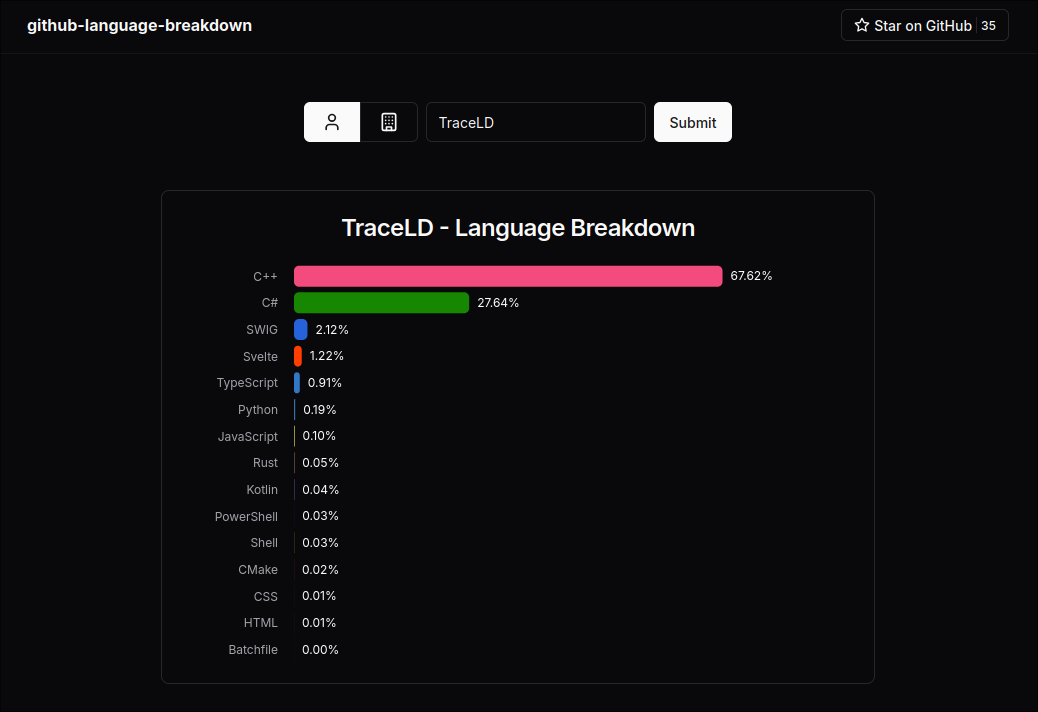 github-language-breakdown
Star on GitHub 35
TraceLD
Submit
TraceLD - Language Breakdown
C++ 67.62%
C# 27.64%
SWIG 2.12%
Svelte 1.22%
TypeScript 0.91%
Python 0.19%
JavaScript 0.10%
Rust 0.05%
Kotlin 0.04%
PowerShell 0.03%
Shell 0.03%
CMake 0.02%
CSS 0.01%
HTML 0.01%
Batchfile 0.00%